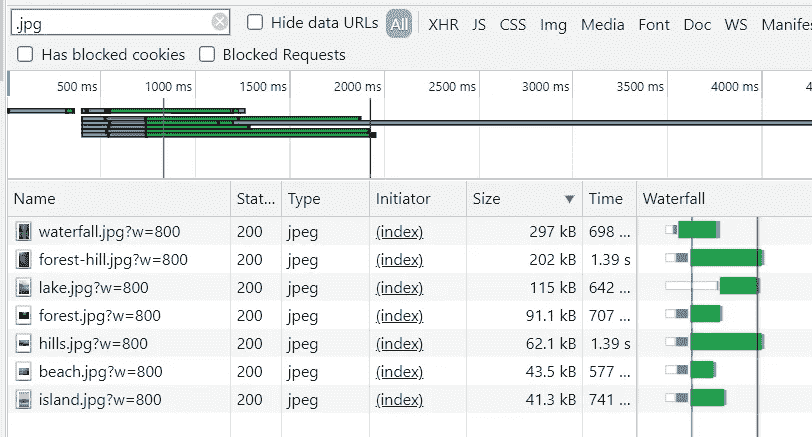 .jpg Hide data URLs All XHR JS CSS Img Media Font Doc WS Manifes
Has blocked cookies Blocked Requests
500 ms 1000 ms 1500 ms 2000 ms 2500 ms 3000 ms 3500 ms 4000 ms 4
Name Stat... Type Initiator Size Time Waterfall
waterfall.jpg?w=800 200 jpeg (index) 297 kB 698 ...
forest-hill.jpg?w=800 200 jpeg (index) 202 kB 1.39 s
lake.jpg?w=800 200 jpeg (index) 115 kB 642 ...
forest.jpg?w=800 200 jpeg (index) 91.1 kB 707 ...
hills.jpg?w=800 200 jpeg (index) 62.1 kB 1.39 s
beach.jpg?w=800 200 jpeg (index) 43.5 kB 577 ...
island.jpg?w=800 200 jpeg (index) 41.3 kB 741 ...